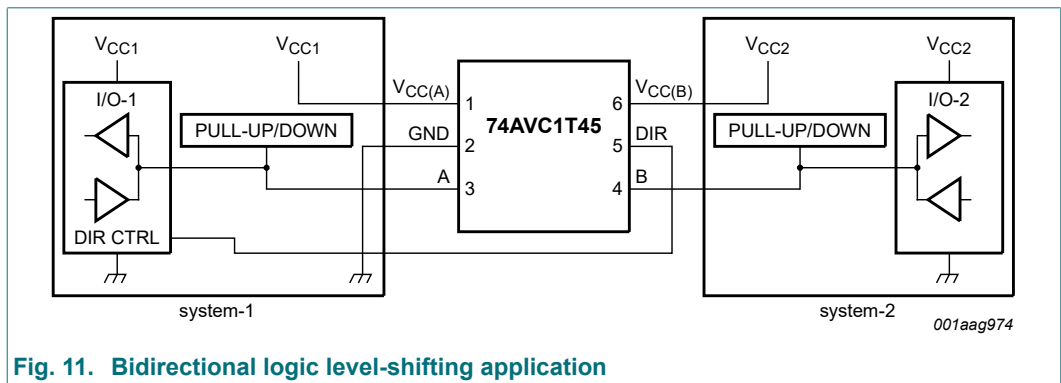 VCC1
VCC1
VCC2
VCC2
I/O-1
VCC(A)
VCC(B)
I/O-2
1
6
PULL-UP/DOWN
74AVC1T45
PULL-UP/DOWN
GND
DIR
2
5
A
B
3
4
DIR CTRL
system-1
system-2
001aag974
Fig. 11. Bidirectional logic level-shifting application